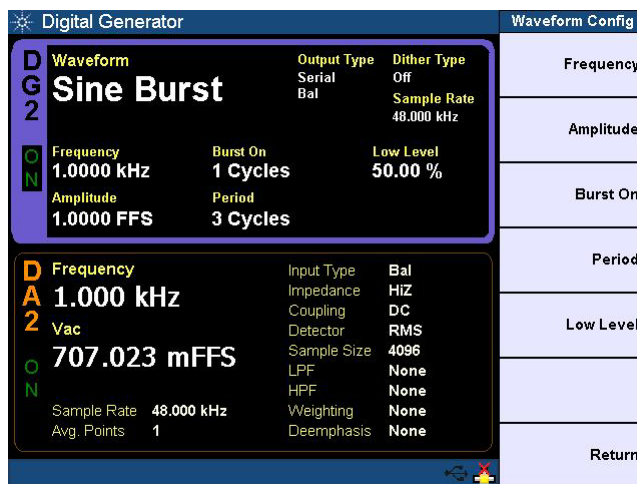 Digital Generator
Waveform Config
DG2
ON
Waveform
Sine Burst
Output Type
Serial
Bal
Dither Type
Off
Sample Rate
48.000 kHz
Frequency
1.0000 kHz
Burst On
1 Cycles
Low Level
50.00 %
Amplitude
1.0000 FFS
Period
3 Cycles
DA2
ON
Frequency
1.000 kHz
Vac
707.023 mFFS
Sample Rate 48.000 kHz
Avg. Points 1
Input Type Bal
Impedance HiZ
Coupling DC
Detector RMS
Sample Size 4096
LPF None
HPF None
Weighting None
Deemphasis None
Frequency
Amplitude
Burst On
Period
Low Level
Return